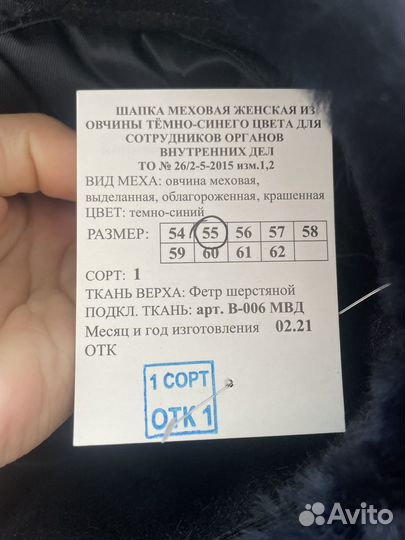 ШАПКА МЕХОВАЯ ЖЕНСКАЯ ИЗ
ОВЧИНЫ ТЁМНО-СИНЕГО ЦВЕТА ДЛЯ
СОТРУДНИКОВ ОРГАНОВ
ВНУТРЕННИХ ДЕЛ
ТО № 26/2-5-2015 изм.1,2
ВИД МЕХА: овчина меховая,
выделанная, облагороженная, крашенная
ЦВЕТ: темно-синий
РАЗМЕР: 54 55 56 57 58
59 60 61 62
СОРТ: 1
ТКАНЬ ВЕРХА: Фетр шерстяной
ПОДКЛ. ТКАНЬ: арт. В-006 МВД
Месяц и год изготовления 02.21
ОТК
1 СОРТ
ОТК 1
Avito